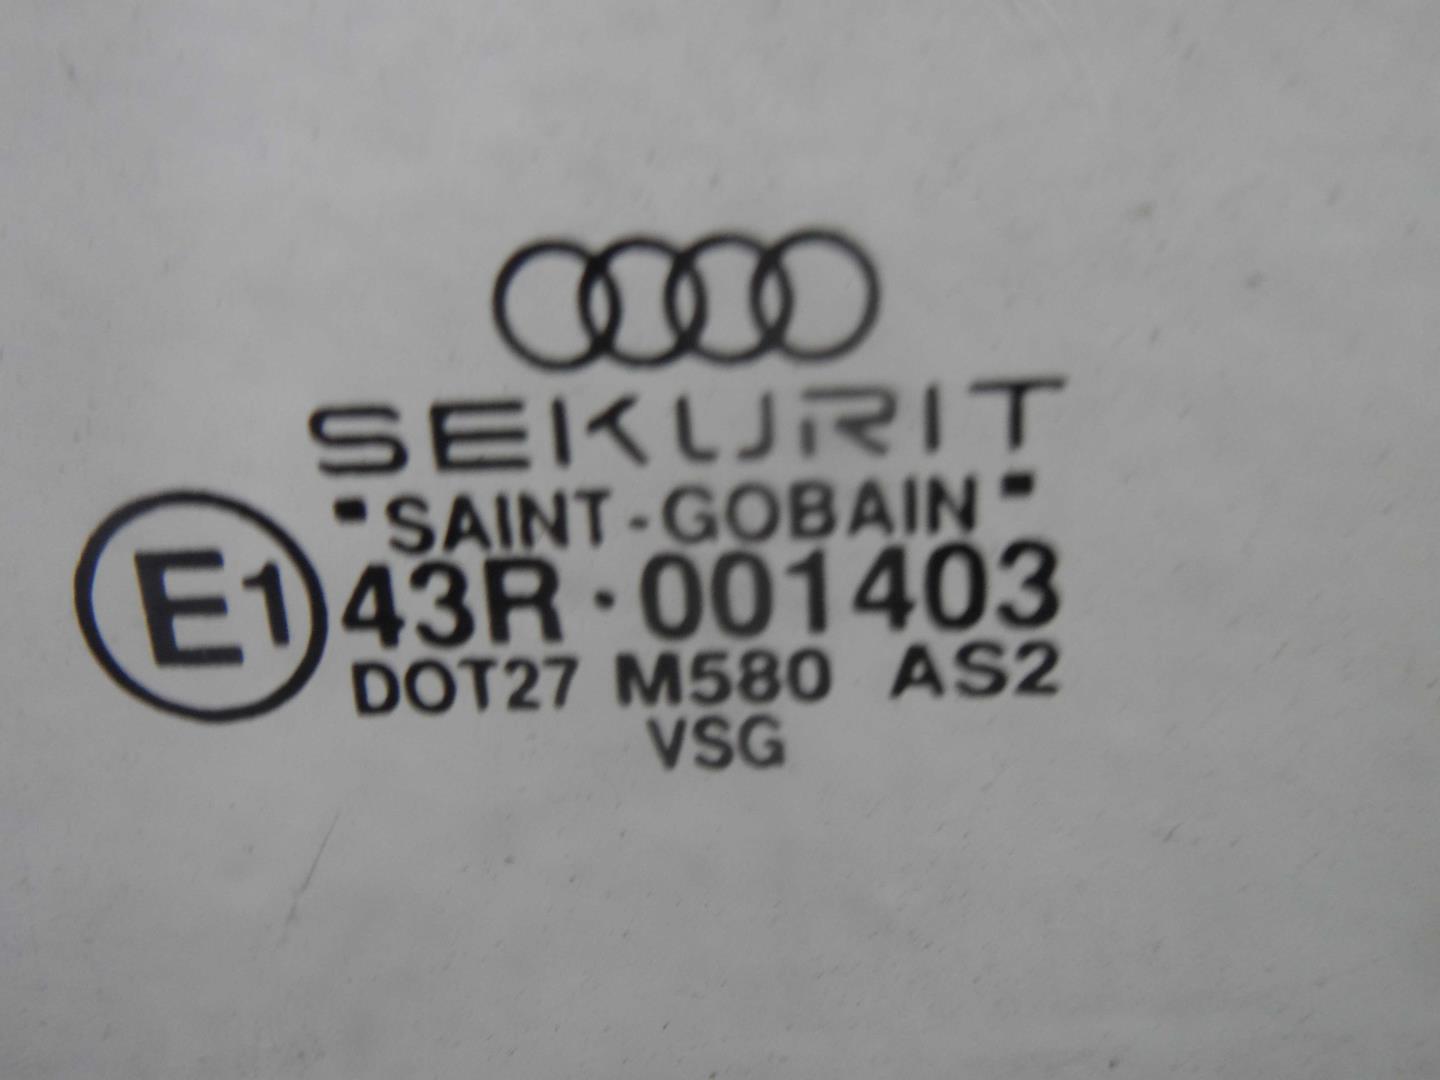 SEKURIT
"SAINT-GOBAIN"
E1 43R·001403
DOT27 M580 AS2
VSG